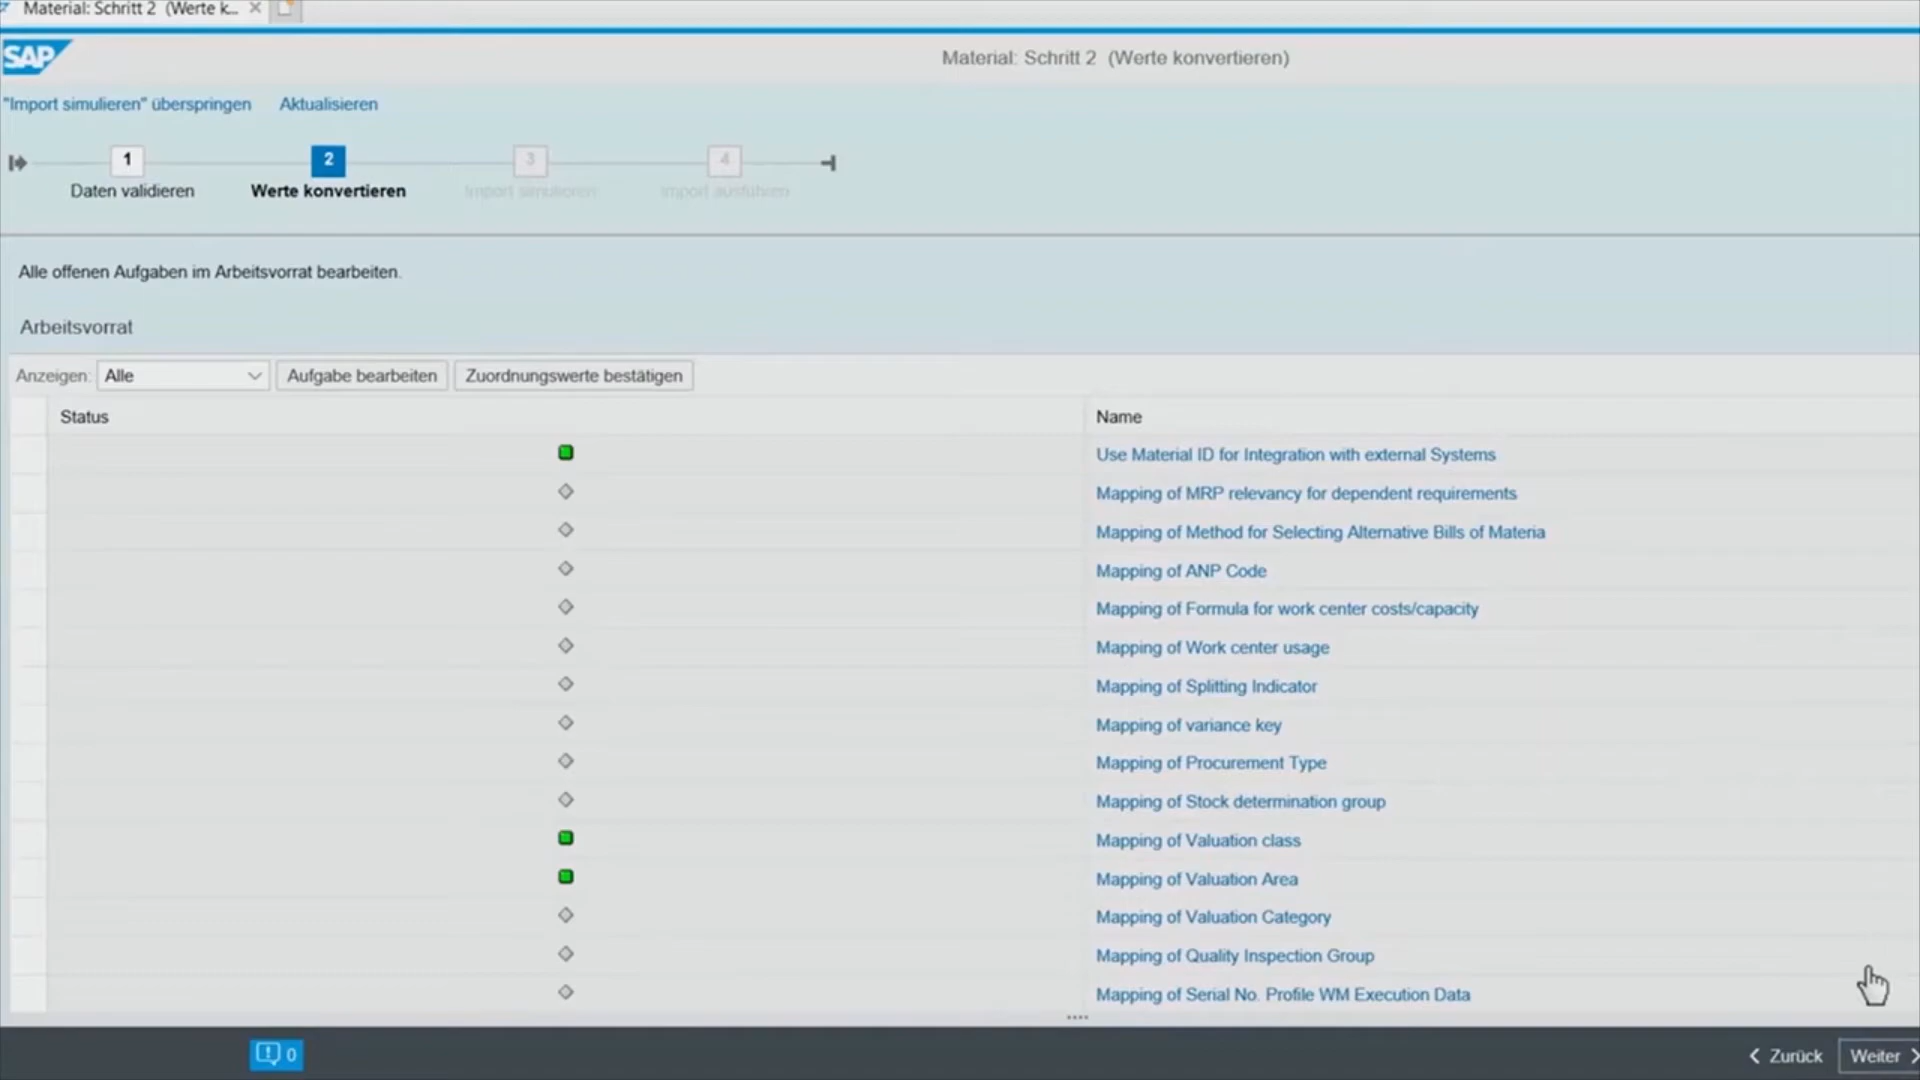 Material: Schritt 2 (Werte k...
SAP
Material: Schritt 2 (Werte konvertieren)
"Import simulieren" überspringen Aktualisieren
1 2 3 4
Daten validieren Werte konvertieren Import simulieren Import ausführen
Alle offenen Aufgaben im Arbeitsvorrat bearbeiten.
Arbeitsvorrat
Anzeigen: Alle Aufgabe bearbeiten Zuordnungswerte bestätigen
Status Name
Use Material ID for Integration with external Systems
Mapping of MRP relevancy for dependent requirements
Mapping of Method for Selecting Alternative Bills of Materia
Mapping of ANP Code
Mapping of Formula for work center costs/capacity
Mapping of Work center usage
Mapping of Splitting Indicator
Mapping of variance key
Mapping of Procurement Type
Mapping of Stock determination group
Mapping of Valuation class
Mapping of Valuation Area
Mapping of Valuation Category
Mapping of Quality Inspection Group
Mapping of Serial No. Profile WM Execution Data
0 Zurück Weiter